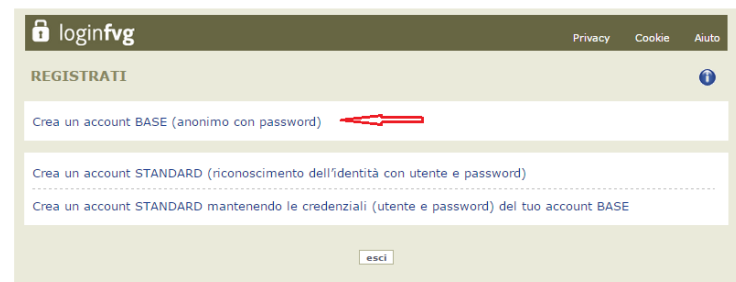 loginfvg
Privacy Cookie Aiuto
REGISTRATI
Crea un account BASE (anonimo con password)
Crea un account STANDARD (riconoscimento dell'identità con utente e password)
Crea un account STANDARD mantenendo le credenziali (utente e password) del tuo account BASE
esci